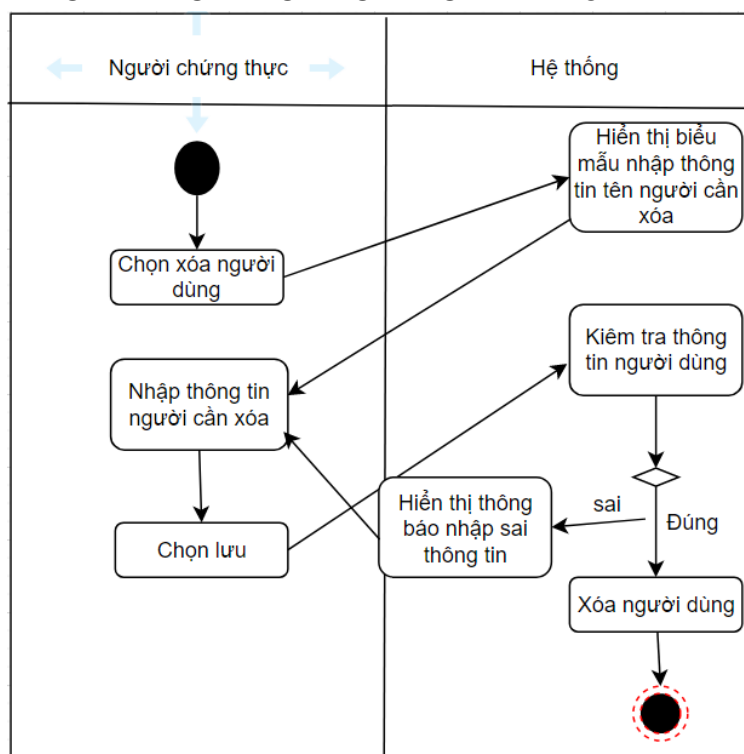 Người chứng thực
Hệ thống
Hiển thị biểu
mẫu nhập thông
tin tên người cần
xóa
Chọn xóa người
dùng
Kiêm tra thông
tin người dùng
Nhập thông tin
người cần xóa
Hiển thị thông
báo nhập sai
thông tin
sai
Đúng
Chọn lưu
Xóa người dùng